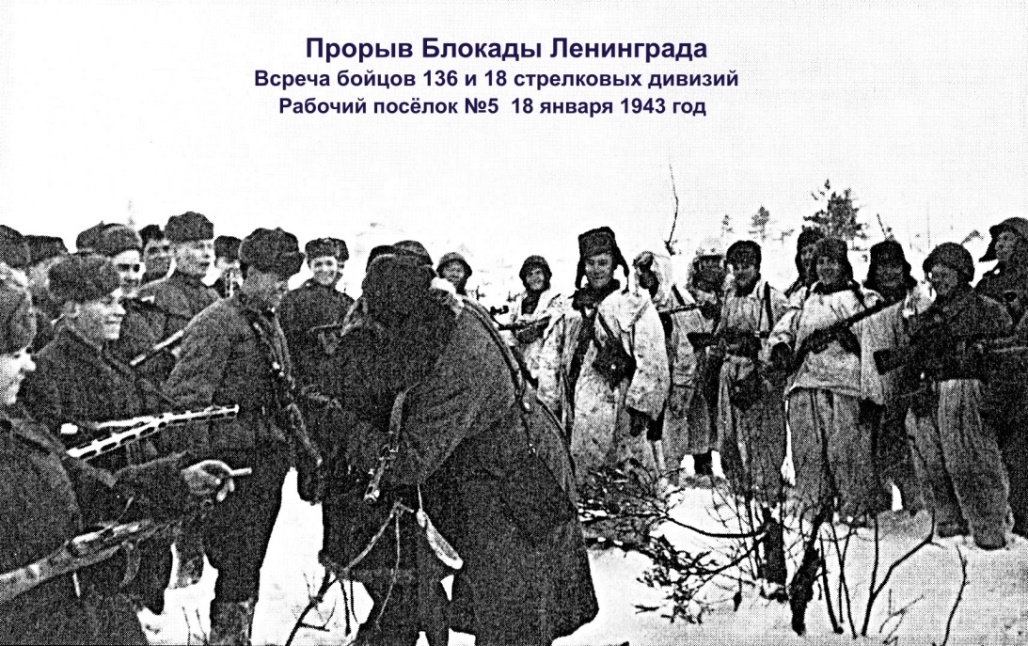 Прорыв Блокады Ленинграда
Всреча бойцов 136 и 18 стрелковых дивизий
Рабочий посёлок №5 18 января 1943 год